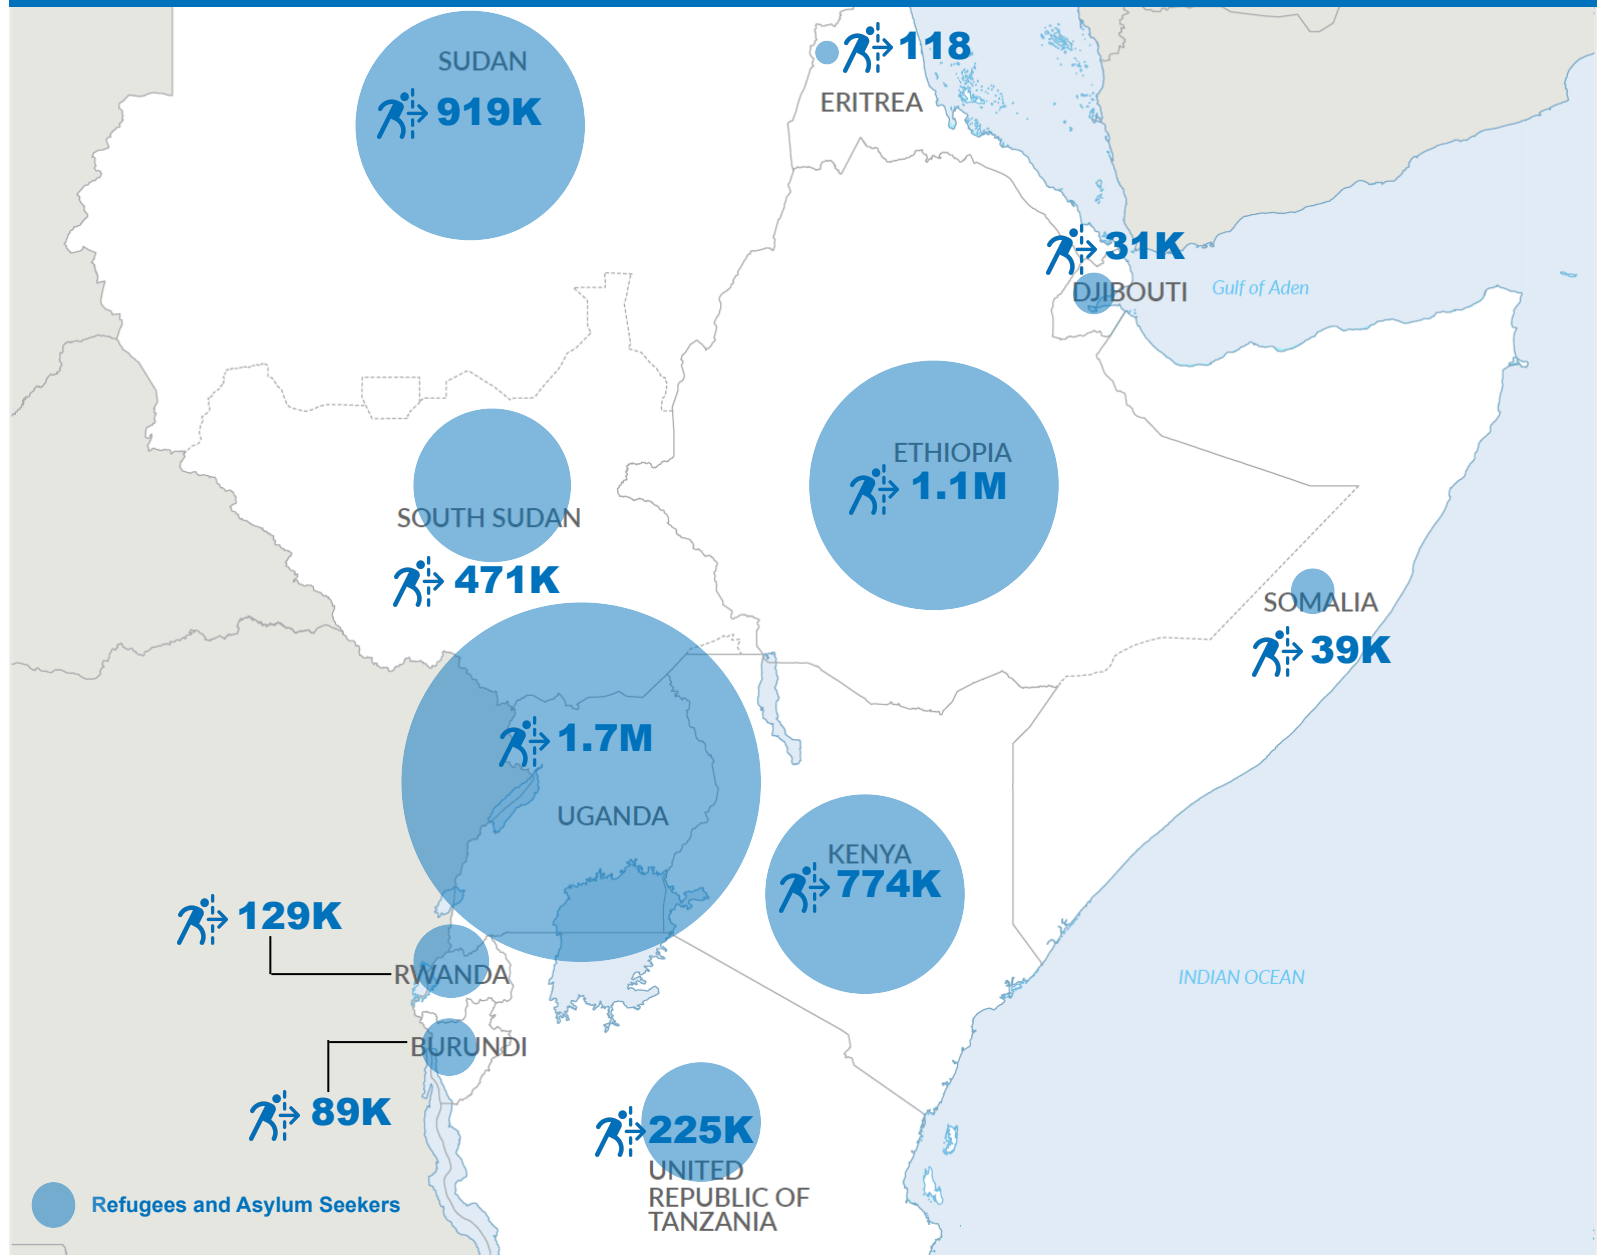 SUDAN
919K
118
ERITREA
31K
DJIBOUTI
Gulf of Aden
ETHIOPIA
1.1M
SOUTH SUDAN
471K
SOMALIA
39K
1.7M
UGANDA
KENYA
774K
129K
RWANDA
INDIAN OCEAN
BURUNDI
89K
225K
UNITED
REPUBLIC OF
TANZANIA
Refugees and Asylum Seekers